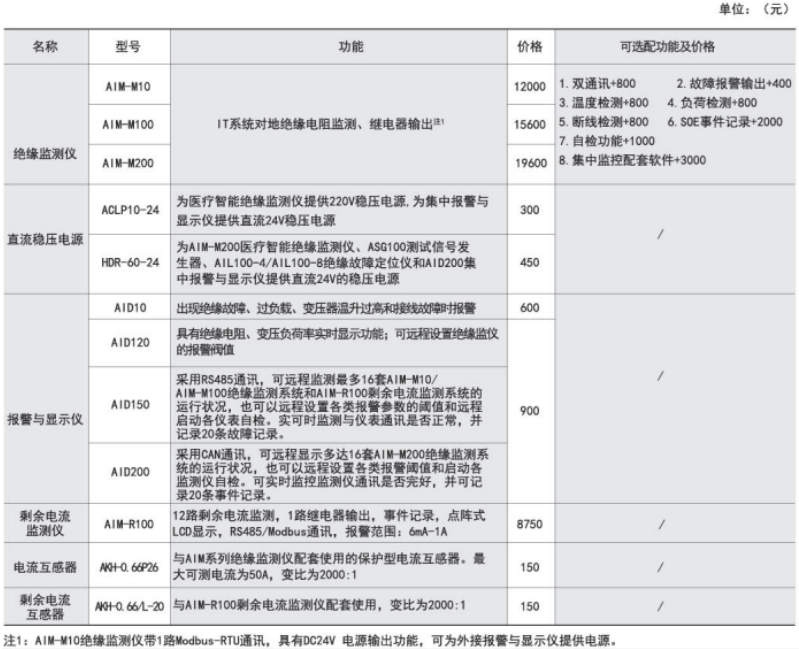 单位：（元）
名称 型号 功能 价格 可选配功能及价格
绝缘监测仪
AIM-M10 12000
AIM-M100 IT系统对地绝缘电阻监测、继电器输出注1 15600
AIM-M200 19600
1. 双通讯+800 2. 故障报警输出+400
3. 温度检测+800 4. 负荷检测+800
5. 断线检测+800 6. SOE事件记录+2000
7. 自检功能+1000
8. 集中监控配套软件+3000
直流稳压电源
ACLP10-24
为医疗智能绝缘监测仪提供220V稳压电源, 为集中报警与
显示仪提供直流24V稳压电源
300
/
HDR-60-24
为AIM-M200医疗智能绝缘监测仪、ASG100测试信号发
生器、AIL100-4/AIL100-8绝缘故障定位仪和AID200集
中报警与显示仪提供直流24V的稳压电源
450
报警与显示仪
AID10 出现绝缘故障、过负载、变压器温升过高和接线故障时报警 600
AID120
具有绝缘电阻、变压负荷率实时显示功能；可远程设置绝缘监仪
的报警阀值
AID150
采用RS485通讯，可远程监测最多16套AIM-M10/
AIM-M100绝缘监测系统和AIM-R100剩余电流监测系统的
运行状况，也可以远程设置各类报警参数的阈值和远程
启动各仪表自检。实可时监测与仪表通讯是否正常，并
记录20条故障记录。
900
/
AID200
采用CAN通讯，可远程显示多达16套AIM-M200绝缘监测系
统的运行状况，也可以远程设置各类报警阈值和启动各
监测仪自检。可实时监控监测仪通讯是否完好，并可记
录20条事件记录。
剩余电流
监测仪
AIM-R100
12路剩余电流监测，1路继电器输出，事件记录，点阵式
LCD显示，RS485/Modbus通讯，报警范围：6mA-1A
8750
/
电流互感器
AKH-0.66P26
与AIM系列绝缘监测仪配套使用的保护型电流互感器。最
大可测电流为50A，变比为2000:1
150
/
剩余电流
互感器
AKH-0.66/L-20 与AIM-R100剩余电流监测仪配套使用，变比为2000:1 150 /
注1：AIM-M10绝缘监测仪带1路Modbus-RTU通讯，具有DC24V 电源输出功能，可为外接报警与显示仪提供电源。